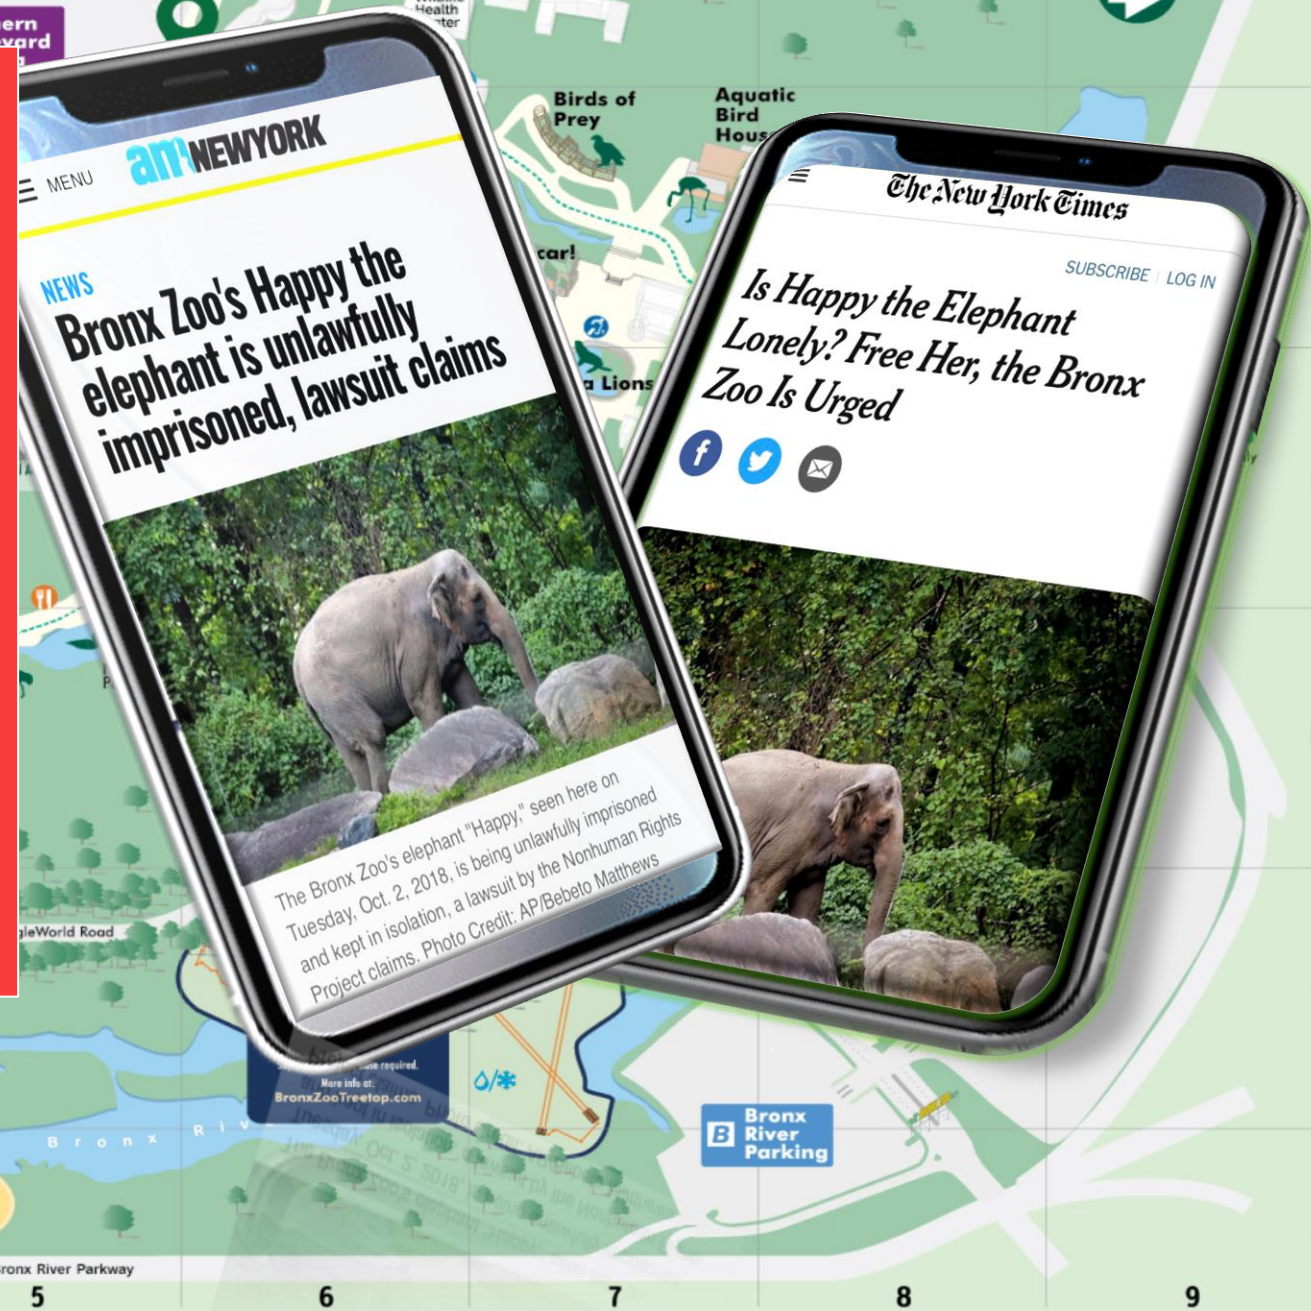 Health
MENU
amNEWYORK
NEWS
Bronx Zoo's Happy the
elephant is unlawfully
imprisoned, lawsuit claims
The Bronx Zoo's elephant "Happy," seen here on
Tuesday, Oct. 2, 2018, is being unlawfully imprisoned
and kept in isolation, a lawsuit by the Nonhuman Rights
Project claims. Photo Credit: AP/Bebeto Matthews
Birds of
Prey
Aquatic
Bird
car!
Lions
The New York Times
SUBSCRIBE | LOG IN
Is Happy the Elephant
Lonely? Free Her, the Bronx
Zoo Is Urged
Road
required.
More info at:
BronxZooTreetop.com
Bronx
B Bronx
River
Parking
River Parkway
5 6 7 8 9